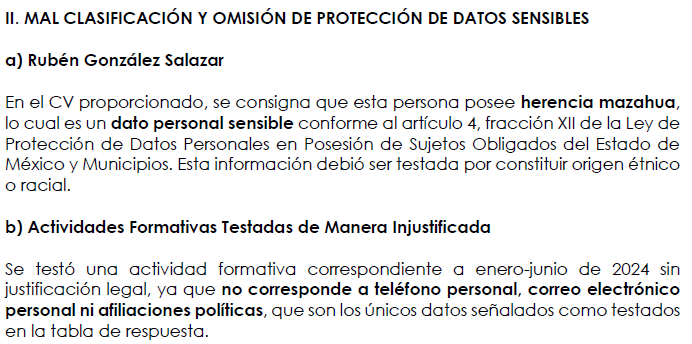 II. MAL CLASIFICACIÓN Y OMISIÓN DE PROTECCIÓN DE DATOS SENSIBLES
a) Rubén González Salazar
En el CV proporcionado, se consigna que esta persona posee herencia mazahua,
lo cual es un dato personal sensible conforme al artículo 4, fracción XII de la Ley de
Protección de Datos Personales en Posesión de Sujetos Obligados del Estado de
México y Municipios. Esta información debió ser testada por constituir origen étnico
o racial.
b) Actividades Formativas Testadas de Manera Injustificada
Se testó una actividad formativa correspondiente a enero-junio de 2024 sin
justificación legal, ya que no corresponde a teléfono personal, correo electrónico
personal ni afiliaciones políticas, que son los únicos datos señalados como testados
en la tabla de respuesta.